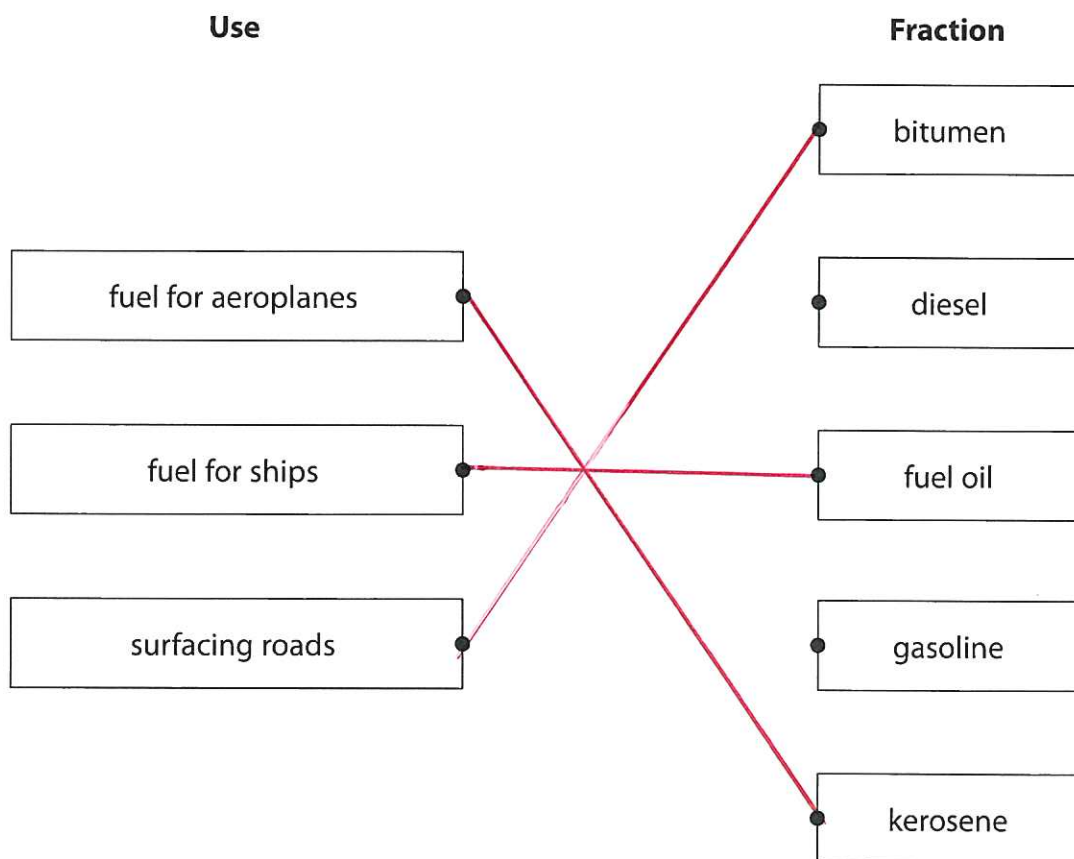 Use
Fraction
bitumen
fuel for aeroplanes
diesel
fuel for ships
fuel oil
surfacing roads
gasoline
kerosene